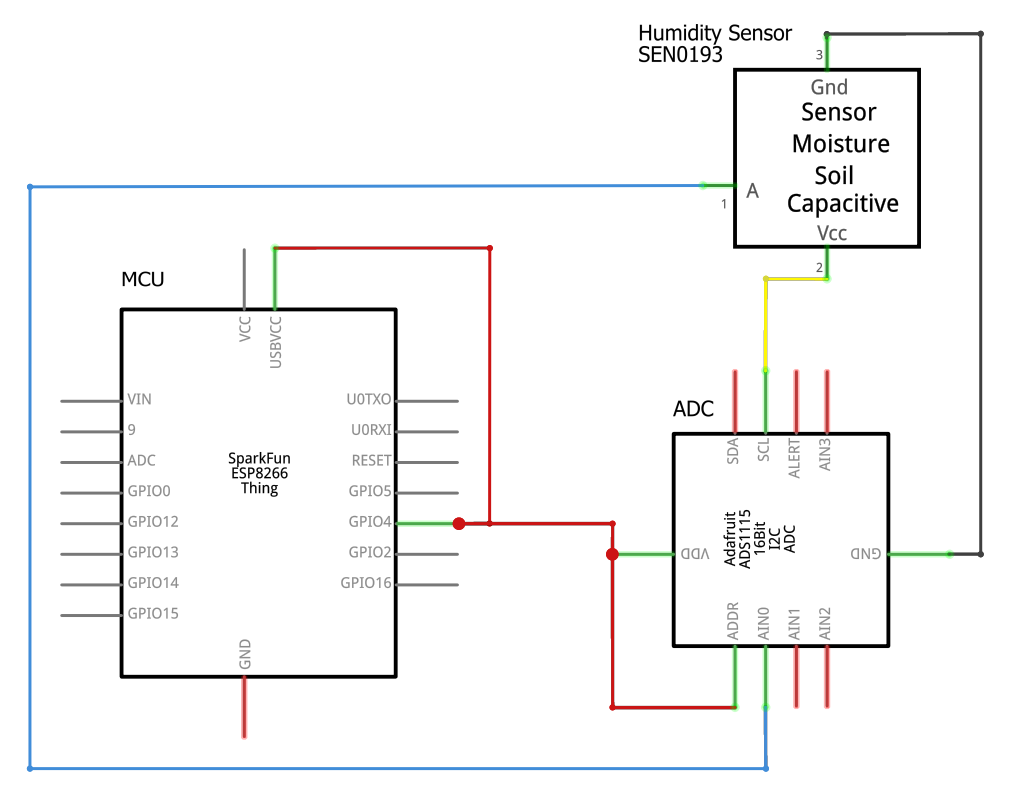 Humidity Sensor
SEN0193
3
Gnd
Sensor
Moisture
Soil
Capacitive
A
1
Vcc
2
MCU
VCC
USBVCC
VIN
9
ADC
GPIO0
GPIO12
GPIO13
GPIO14
GPIO15
SparkFun
ESP8266
Thing
U0TXO
U0RXI
RESET
GPIO5
GPIO4
GPIO2
GPIO16
GND
ADC
SDA
SCL
ALERT
AIN3
VDD
Adafruit
ADS1115
16Bit
I2C
ADC
GND
ADDR
AIN0
AIN1
AIN2